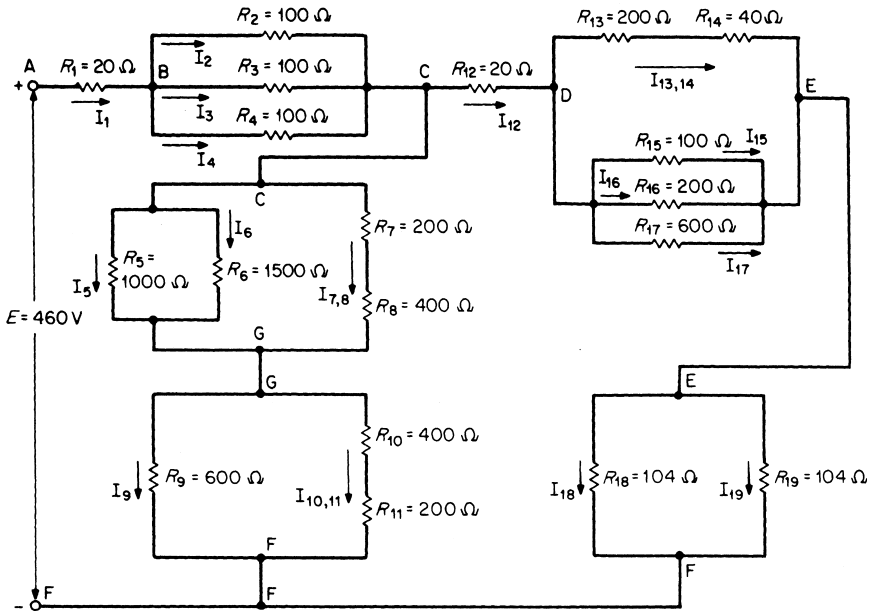 R2 = 100 Ω
I2
A
+
R1 = 20 Ω
I1
B
R3 = 100 Ω
I3
R4 = 100 Ω
I4
C
R12 = 20 Ω
I12
D
R13 = 200 Ω
R14 = 40 Ω
I13,14
E
R15 = 100 Ω
I15
I16
R16 = 200 Ω
R17 = 600 Ω
I17
C
I5
R5 =
1000 Ω
I6
R6 = 1500 Ω
R7 = 200 Ω
I7,8
R8 = 400 Ω
E = 460 V
G
G
I9
R9 = 600 Ω
R10 = 400 Ω
I10,11
R11 = 200 Ω
F
F
E
I18
R18 = 104 Ω
I19
R19 = 104 Ω
F
-
F